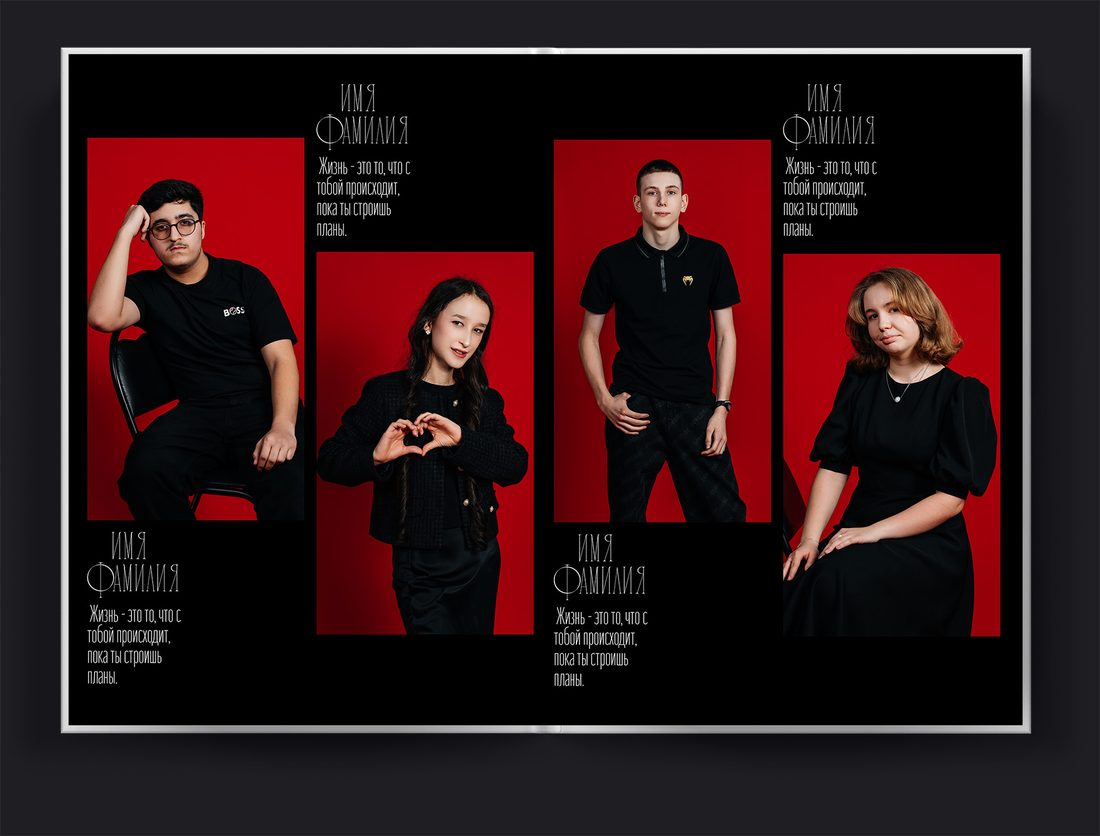 ИМЯ
ФАМИЛИЯ
Жизнь - это то, что с
тобой происходит,
пока ты строишь
планы.
BOSS
ИМЯ
ФАМИЛИЯ
Жизнь - это то, что с
тобой происходит,
пока ты строишь
планы.
ИМЯ
ФАМИЛИЯ
Жизнь - это то, что с
тобой происходит,
пока ты строишь
планы.
ИМЯ
ФАМИЛИЯ
Жизнь - это то, что с
тобой происходит,
пока ты строишь
планы.